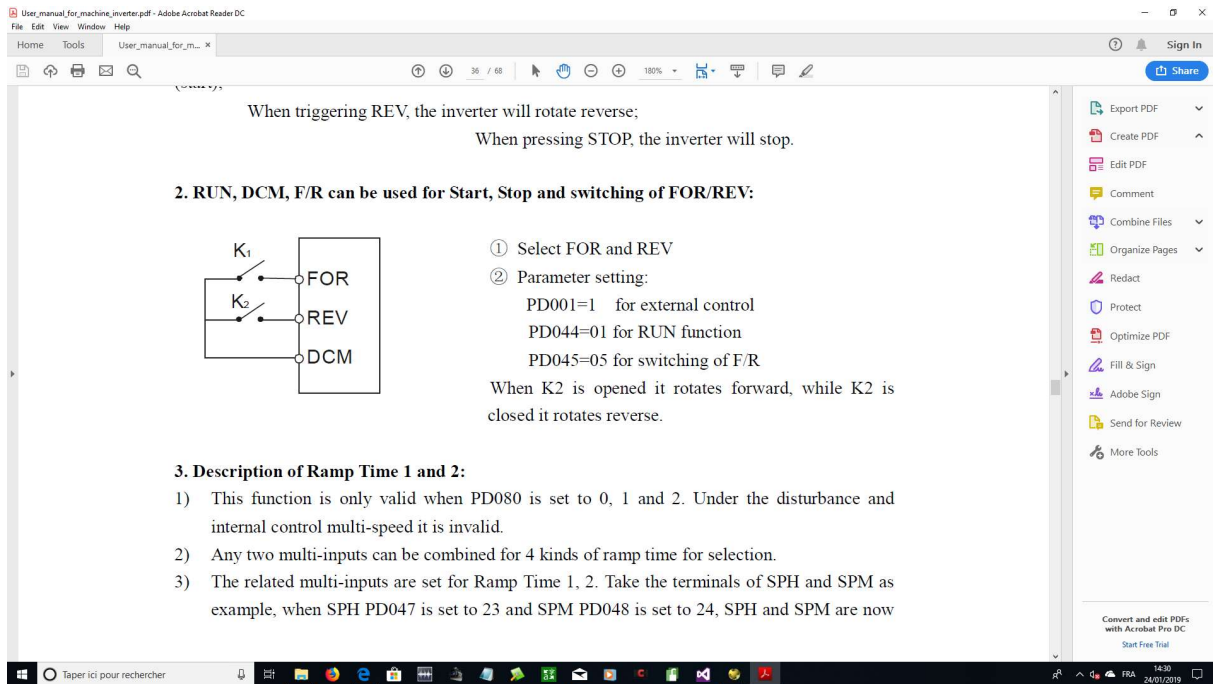 User_manual_for_machine_inverter.pdf - Adobe Acrobat Reader DC
File Edit View Window Help
Home Tools User_manual_for_m... × Sign In
36 / 68 180% Share
When triggering REV, the inverter will rotate reverse;
When pressing STOP, the inverter will stop.
2. RUN, DCM, F/R can be used for Start, Stop and switching of FOR/REV:
K1
FOR
K2
REV
DCM
① Select FOR and REV
② Parameter setting:
PD001=1 for external control
PD044=01 for RUN function
PD045=05 for switching of F/R
When K2 is opened it rotates forward, while K2 is
closed it rotates reverse.
3. Description of Ramp Time 1 and 2:
1) This function is only valid when PD080 is set to 0, 1 and 2. Under the disturbance and
internal control multi-speed it is invalid.
2) Any two multi-inputs can be combined for 4 kinds of ramp time for selection.
3) The related multi-inputs are set for Ramp Time 1, 2. Take the terminals of SPH and SPM as
example, when SPH PD047 is set to 23 and SPM PD048 is set to 24, SPH and SPM are now
Export PDF
Create PDF
Edit PDF
Comment
Combine Files
Organize Pages
Redact
Protect
Optimize PDF
Fill & Sign
Adobe Sign
Send for Review
More Tools
Convert and edit PDFs
with Acrobat Pro DC
Start Free Trial
Taper ici pour rechercher
FRA
14:30
24/01/2019